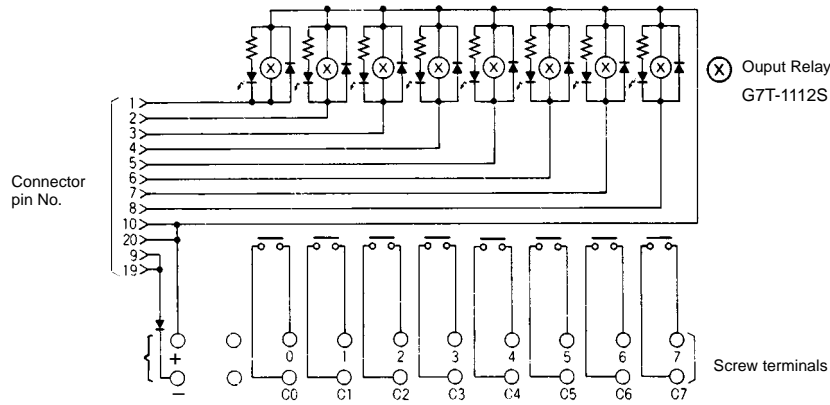 X
X
X
X
X
X
X
X
X Ouput Relay
G7T-1112S
Connector
pin No.
1
2
3
4
5
6
7
8
10
20
9
19
+
−
0 1 2 3 4 5 6 7
C0 C1 C2 C3 C4 C5 C6 C7
Screw terminals